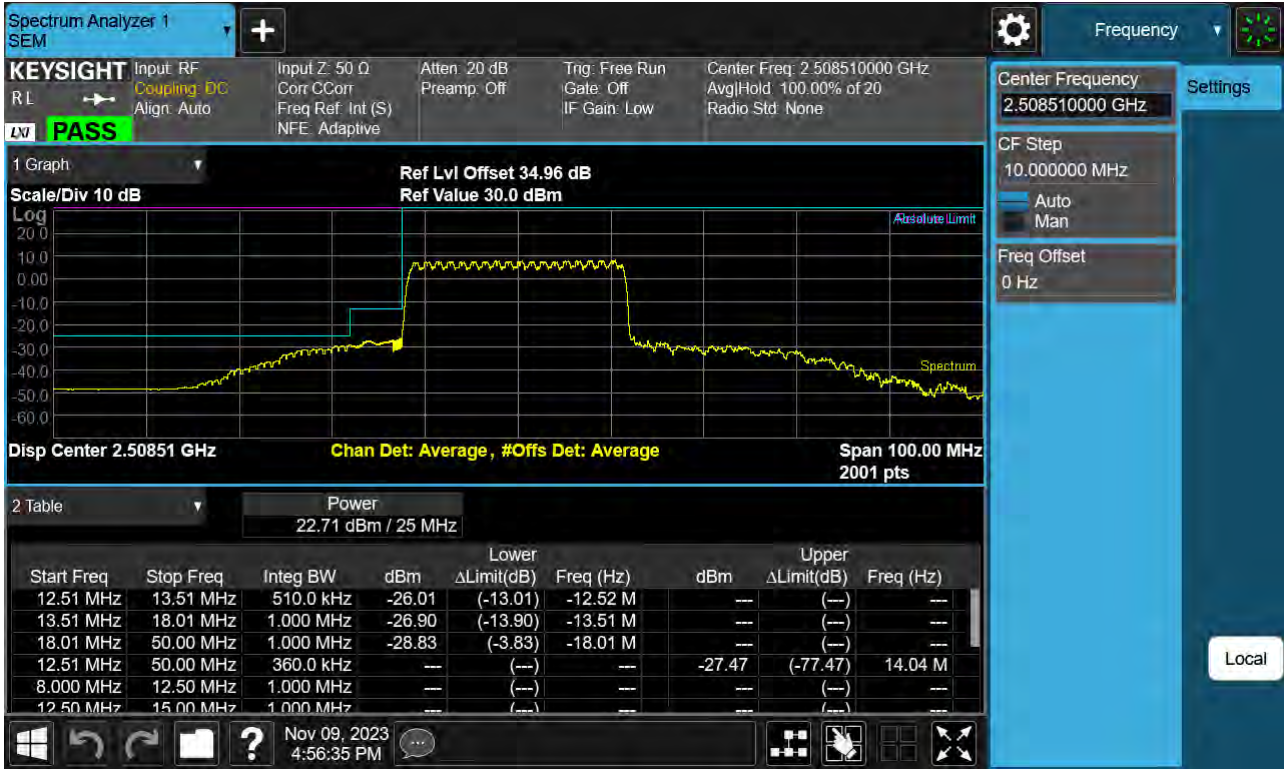 Spectrum Analyzer 1
SEM
Frequency
KEYSIGHT
R L
LXI
PASS
Input: RF
Coupling: DC
Align: Auto
Input Z: 50 Ω
Corr CCorr
Freq Ref: Int (S)
NFE: Adaptive
Atten: 20 dB
Preamp: Off
Trig: Free Run
Gate: Off
IF Gain: Low
Center Freq: 2.508510000 GHz
Avg|Hold: 100.00% of 20
Radio Std: None
Center Frequency
2.508510000 GHz
Settings
CF Step
10.000000 MHz
Auto
Man
Freq Offset
0 Hz
Local
1 Graph
Scale/Div 10 dB
Ref Lvl Offset 34.96 dB
Ref Value 30.0 dBm
Log
20.0
10.0
0.00
-10.0
-20.0
-30.0
-40.0
-50.0
-60.0
Limit
Spectrum
Disp Center 2.50851 GHz
Chan Det: Average , #Offs Det: Average
Span 100.00 MHz
2001 pts
2 Table
Power
22.71 dBm / 25 MHz
Lower Upper
Start Freq Stop Freq Integ BW dBm ΔLimit(dB) Freq (Hz) dBm ΔLimit(dB) Freq (Hz)
12.51 MHz 13.51 MHz 510.0 kHz -26.01 (-13.01) -12.52 M --- (---) ---
13.51 MHz 18.01 MHz 1.000 MHz -26.90 (-13.90) -13.51 M --- (---) ---
18.01 MHz 50.00 MHz 1.000 MHz -28.83 (-3.83) -18.01 M --- (---) ---
12.51 MHz 50.00 MHz 360.0 kHz --- (---) --- -27.47 (-77.47) 14.04 M
8.000 MHz 12.50 MHz 1.000 MHz --- (---) --- --- (---) ---
12.50 MHz 15.00 MHz 1.000 MHz --- (---) --- --- (---) ---
?
Nov 09, 2023
4:56:35 PM